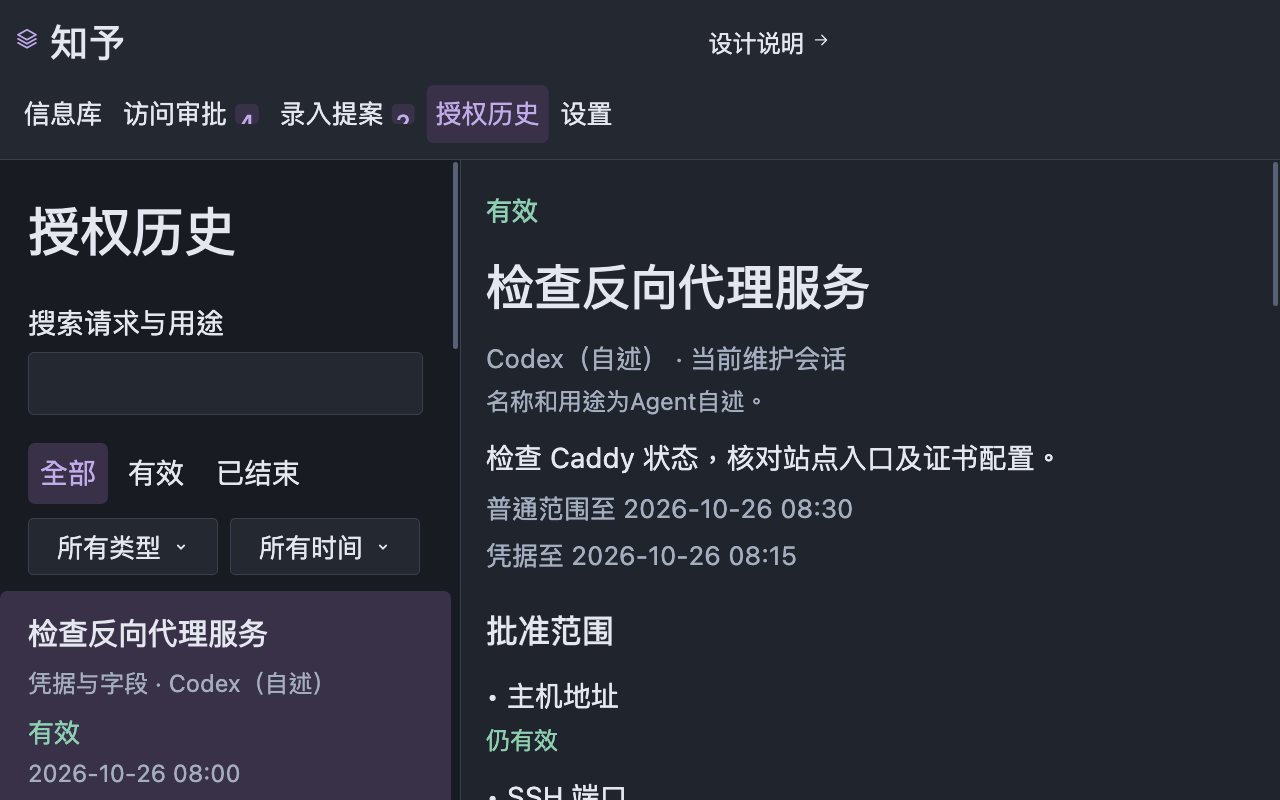 知予
设计说明 →
信息库 访问审批 4 录入提案 授权历史 设置
授权历史
搜索请求与用途
全部 有效 已结束
所有类型 所有时间
检查反向代理服务
凭据与字段 · Codex（自述）
有效
2026-10-26 08:00
有效
检查反向代理服务
Codex（自述） · 当前维护会话
名称和用途为Agent自述。
检查 Caddy 状态，核对站点入口及证书配置。
普通范围至 2026-10-26 08:30
凭据至 2026-10-26 08:15
批准范围
• 主机地址
仍有效
• SSH 端口